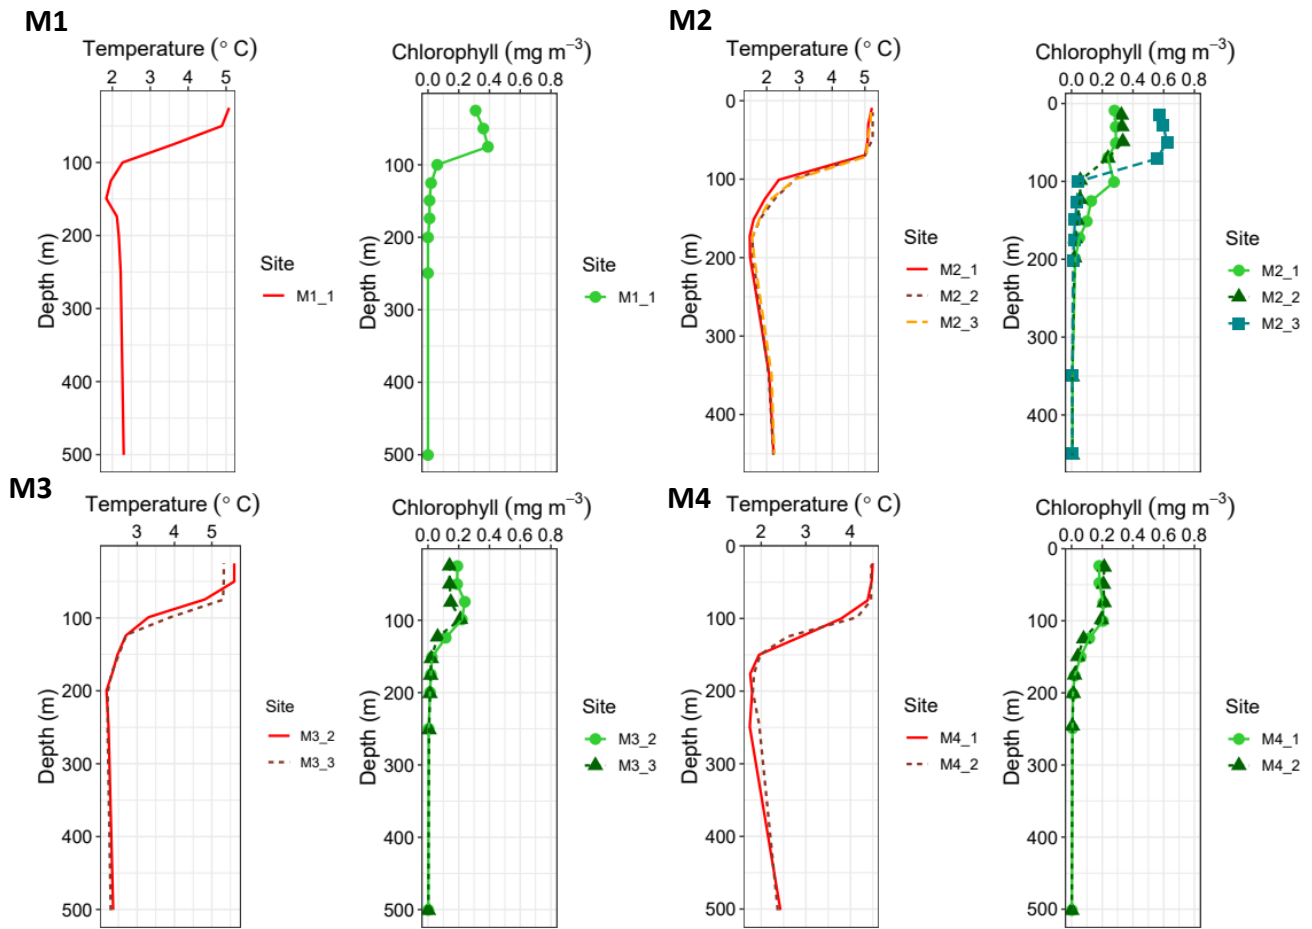 M1
Temperature (° C)
2 3 4 5
100
200
300
400
500
Depth (m)
Site
M1_1
Chlorophyll (mg m−3)
0.0 0.2 0.4 0.6 0.8
100
200
300
400
500
Depth (m)
Site
M1_1
M2
Temperature (° C)
2 3 4 5
0
100
200
300
400
Depth (m)
Site
M2_1
M2_2
M2_3
Chlorophyll (mg m−3)
0.0 0.2 0.4 0.6 0.8
0
100
200
300
400
Depth (m)
Site
M2_1
M2_2
M2_3
M3
Temperature (° C)
3 4 5
100
200
300
400
500
Depth (m)
Site
M3_2
M3_3
Chlorophyll (mg m−3)
0.0 0.2 0.4 0.6 0.8
0
100
200
300
400
500
Depth (m)
Site
M3_2
M3_3
M4
Temperature (° C)
2 3 4
0
100
200
300
400
500
Depth (m)
Site
M4_1
M4_2
Chlorophyll (mg m−3)
0.0 0.2 0.4 0.6 0.8
0
100
200
300
400
500
Depth (m)
Site
M4_1
M4_2